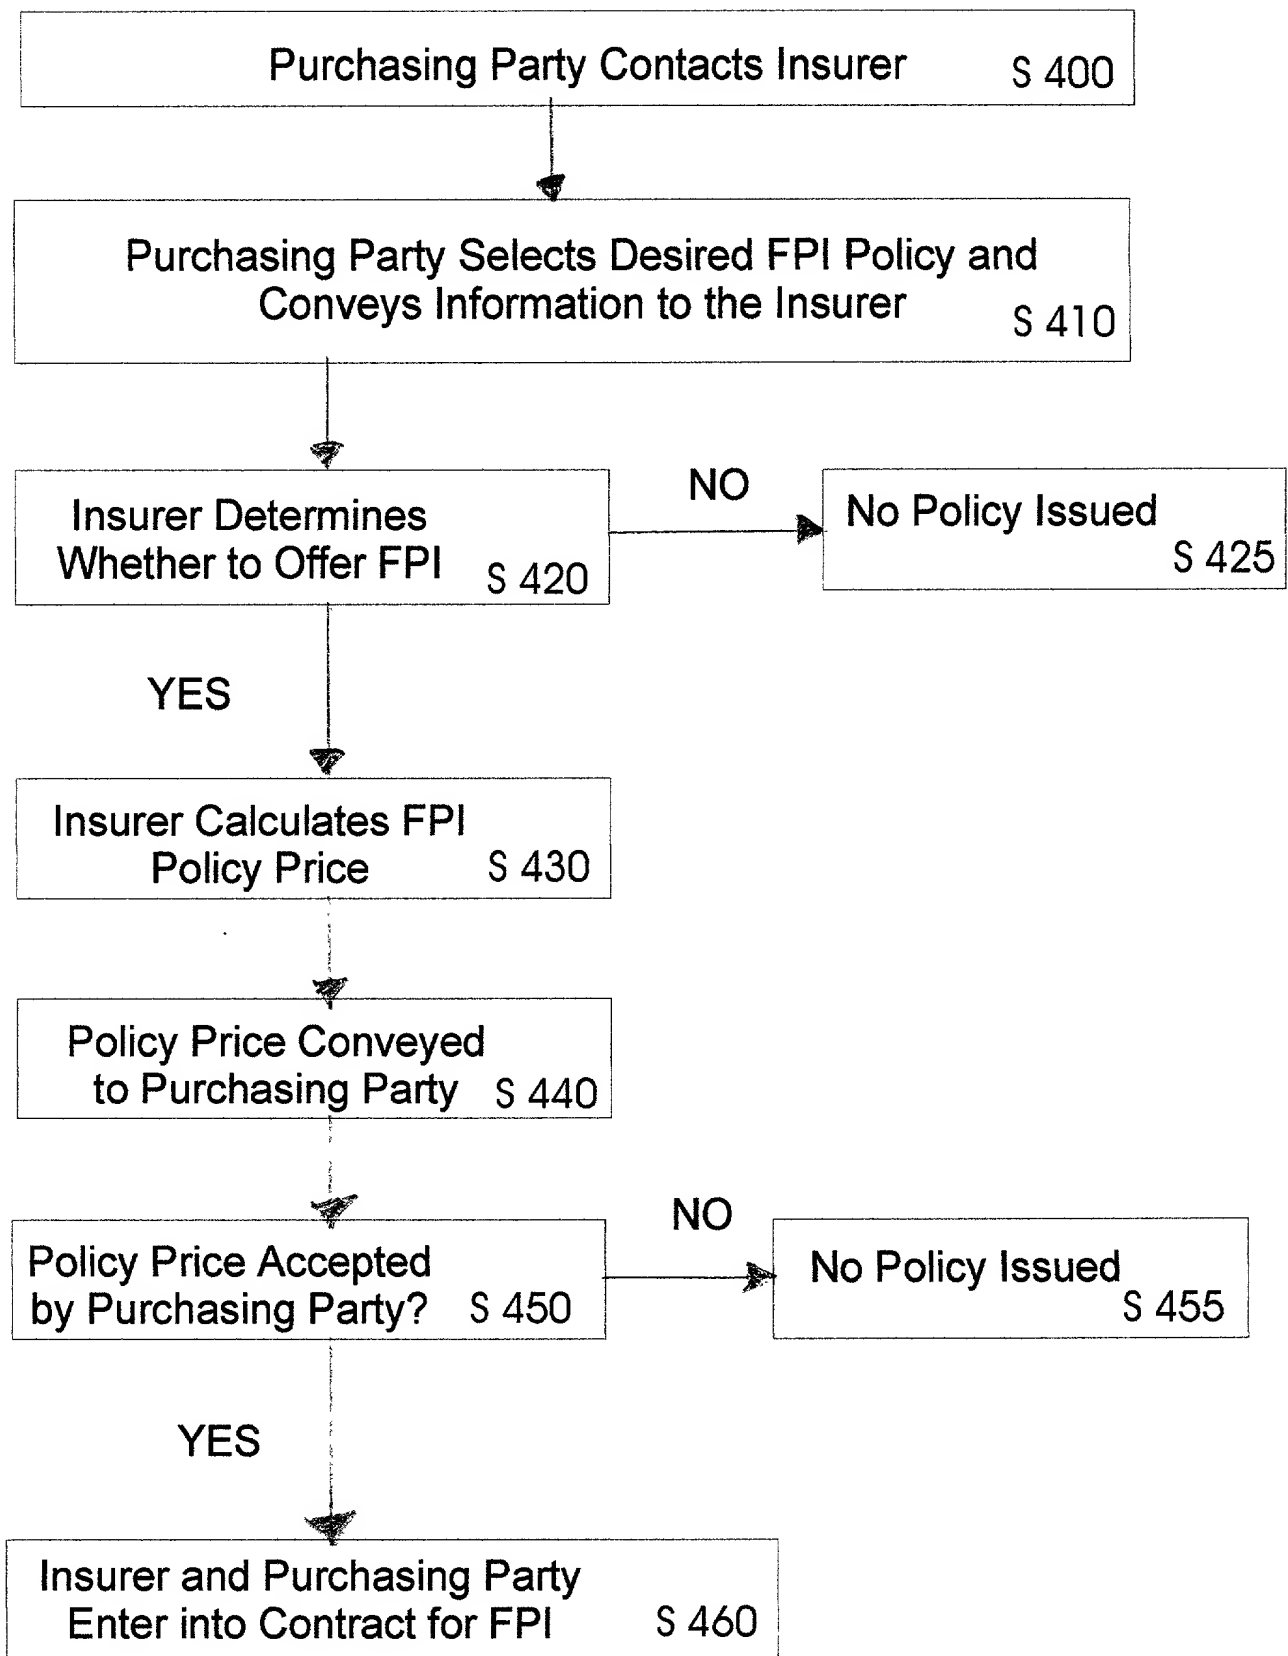 Purchasing Party Contacts Insurer S 400
Purchasing Party Selects Desired FPI Policy and
Conveys Information to the Insurer S 410
Insurer Determines
Whether to Offer FPI S 420
NO
No Policy Issued
S 425
YES
Insurer Calculates FPI
Policy Price S 430
Policy Price Conveyed
to Purchasing Party S 440
Policy Price Accepted
by Purchasing Party? S 450
NO
No Policy Issued
S 455
YES
Insurer and Purchasing Party
Enter into Contract for FPI S 460